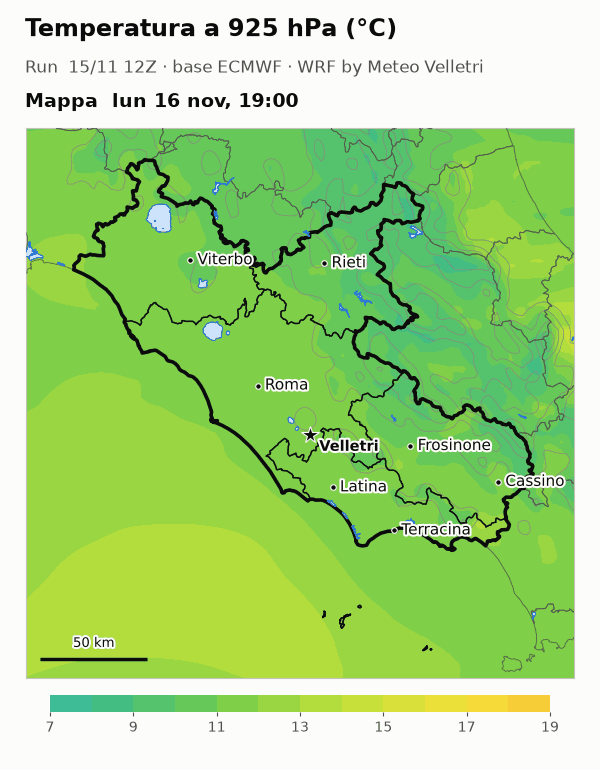 Temperatura a 925 hPa (°C)
Run  15/11 12Z · base ECMWF · WRF by Meteo Velletri
Mappa  lun 16 nov, 19:00
Viterbo
Rieti
Roma
Velletri
Frosinone
Cassino
Latina
Terracina
50 km
7 9 11 13 15 17 19